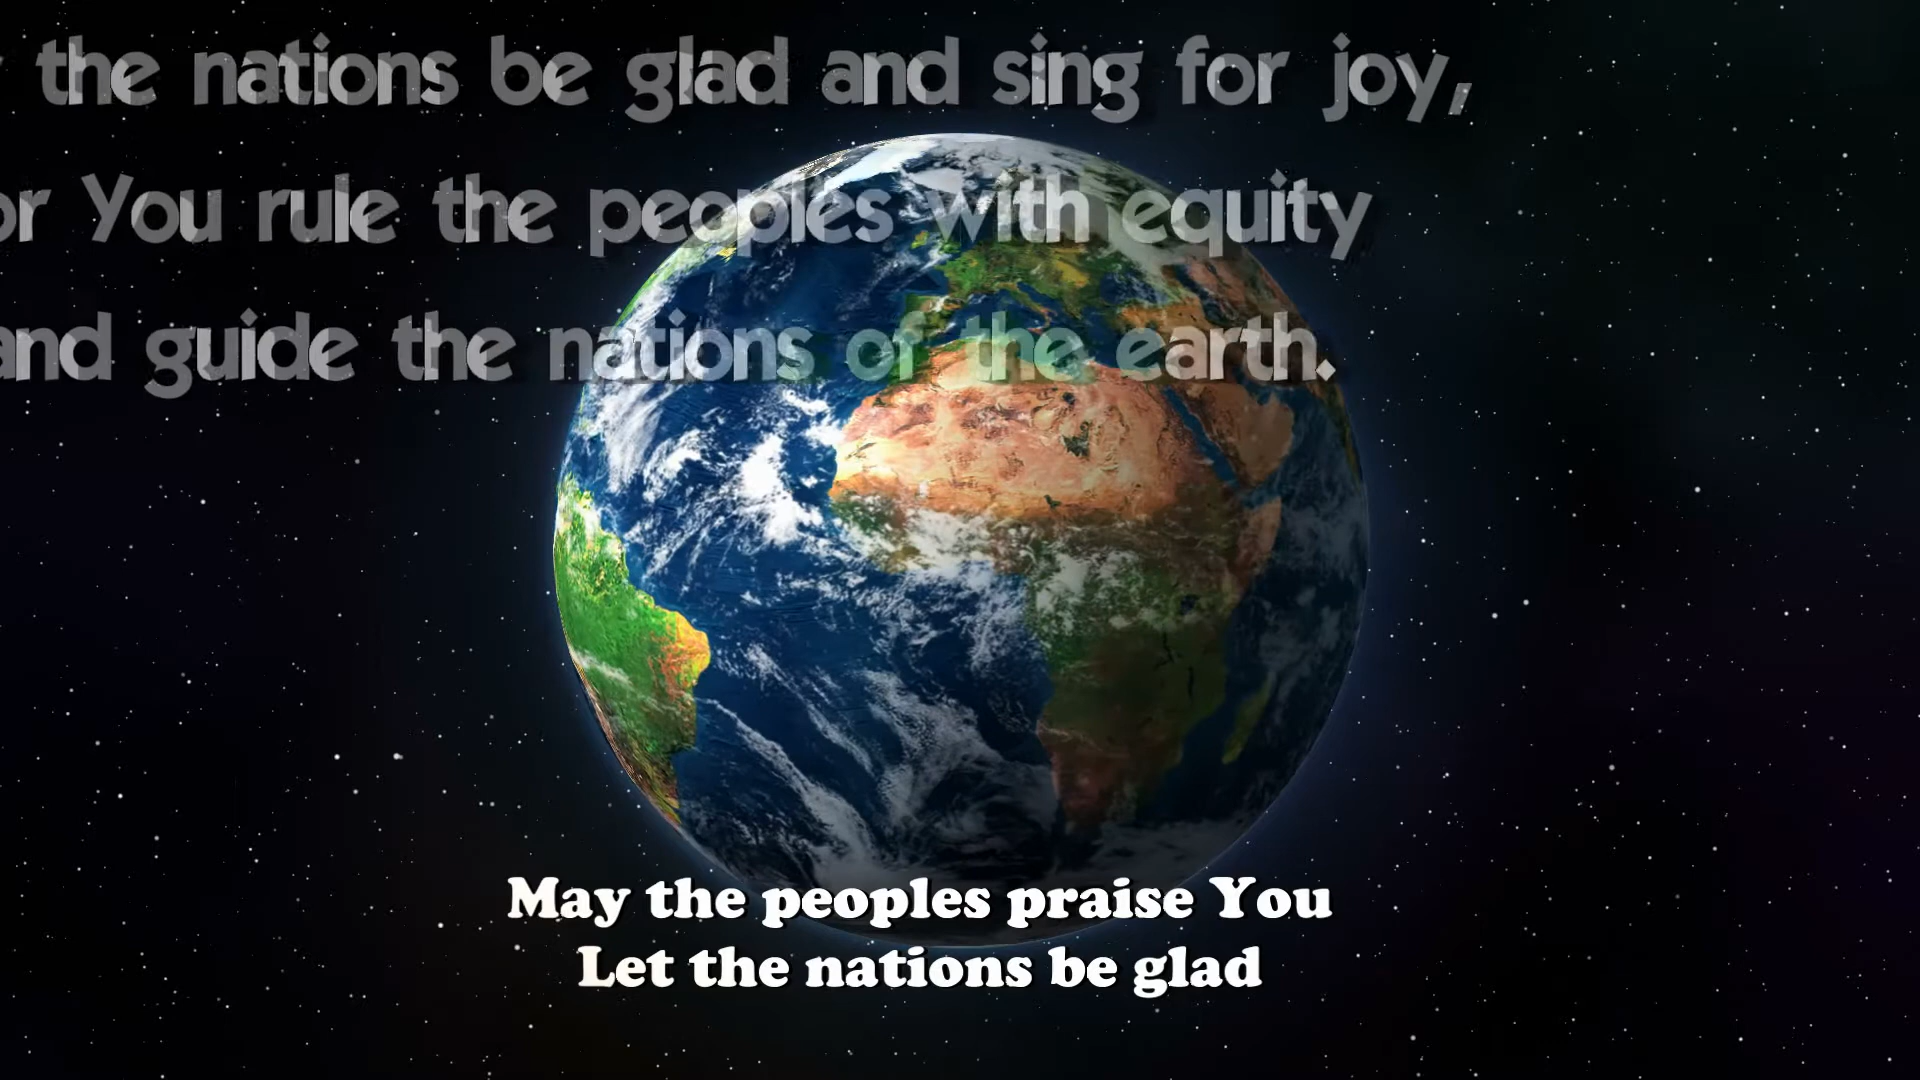 the nations be glad and sing for joy,
or You rule the peoples with equity
and guide the nations of the earth.
May the peoples praise You
Let the nations be glad